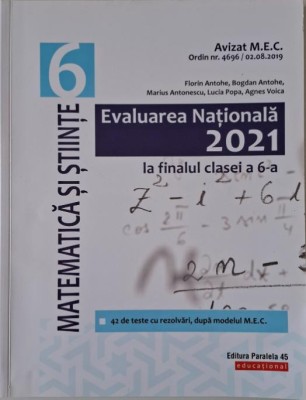 Avizat M.E.C.
Ordin nr. 4696 / 02.08.2019
Florin Antohe, Bogdan Antohe,
Marius Antonescu, Lucia Popa, Agnes Voica
6
MATEMATICĂ ȘI ȘTIINȚE
Evaluarea Națională
2021
la finalul clasei a 6-a
42 de teste cu rezolvări, după modelul M.E.C.
Editura Paralela 45
educațional